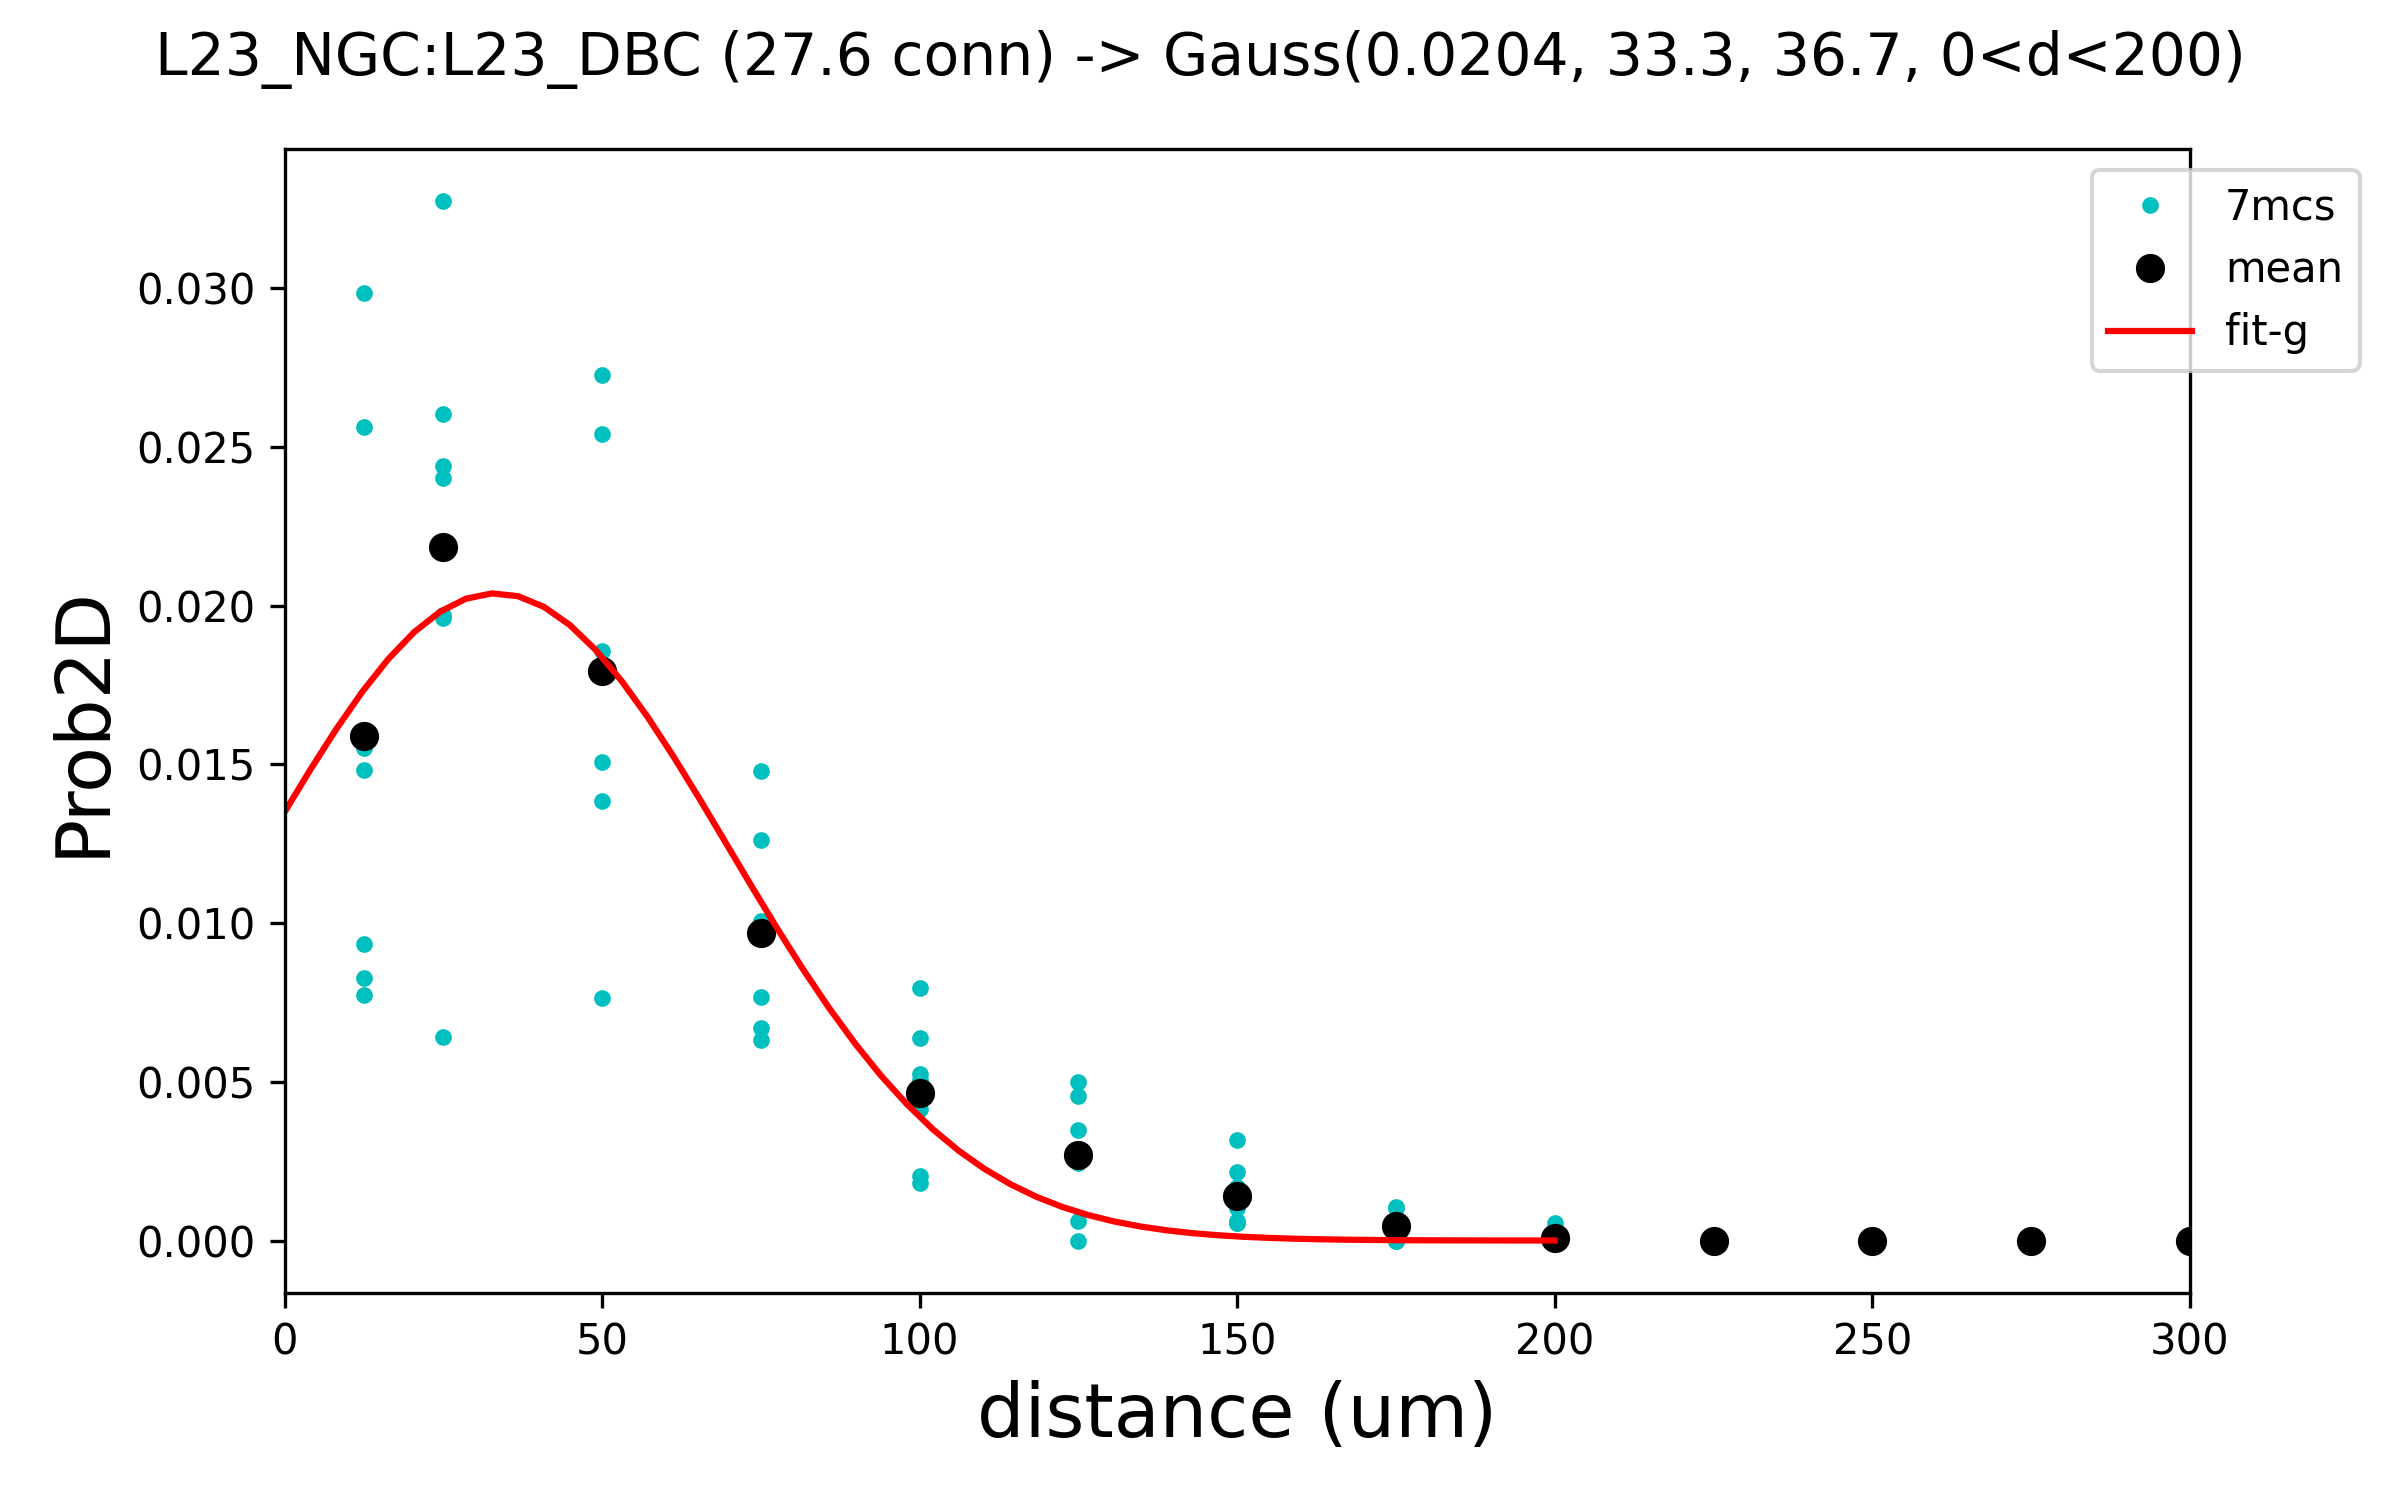 L23_NGC:L23_DBC (27.6 conn) -> Gauss(0.0204, 33.3, 36.7, 0<d<200)
7mcs
mean
fit-g
Prob2D
0.030
0.025
0.020
0.015
0.010
0.005
0.000
0 50 100 150 200 250 300
distance (um)